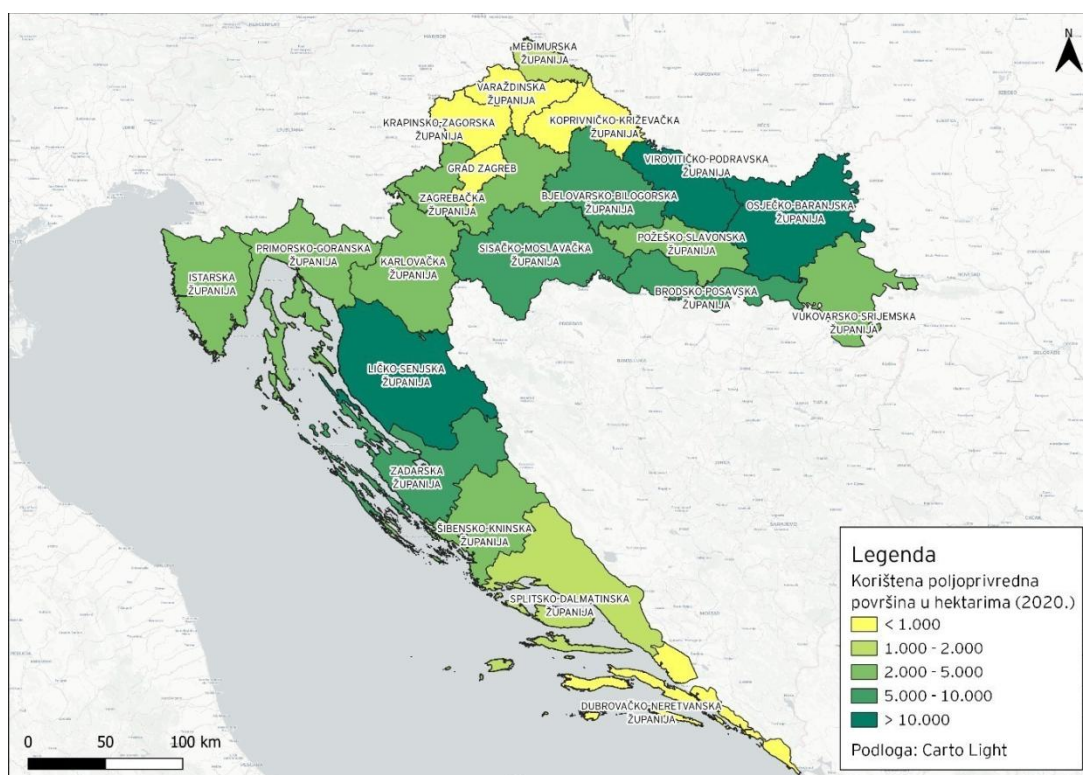 N
MEĐIMURSKA
ŽUPANIJA
VARAŽDINSKA
ŽUPANIJA
KRAPINSKO-ZAGORSKA
ŽUPANIJA
KOPRIVNIČKO-KRIŽEVAČKA
ŽUPANIJA
GRAD ZAGREB
VIROVITIČKO-PODRAVSKA
ŽUPANIJA
ZAGREBAČKA
ŽUPANIJA
BJELOVARSKO-BILOGORSKA
ŽUPANIJA
OSJEČKO-BARANJSKA
ŽUPANIJA
PRIMORSKO-GORANSKA
ŽUPANIJA
KARLOVAČKA
ŽUPANIJA
SISAČKO-MOSLAVAČKA
ŽUPANIJA
POŽEŠKO-SLAVONSKA
ŽUPANIJA
ISTARSKA
ŽUPANIJA
BRODSKO-POSAVSKA
ŽUPANIJA
VUKOVARSKO-SRIJEMSKA
ŽUPANIJA
LIČKO-SENJSKA
ŽUPANIJA
ZADARSKA
ŽUPANIJA
ŠIBENSKO-KNINSKA
ŽUPANIJA
SPLITSKO-DALMATINSKA
ŽUPANIJA
DUBROVAČKO-NERETVANSKA
ŽUPANIJA
Legenda
Korištena poljoprivredna
površina u hektarima (2020.)
< 1.000
1.000 - 2.000
2.000 - 5.000
5.000 - 10.000
> 10.000
Podloga: Carto Light
0 50 100 km